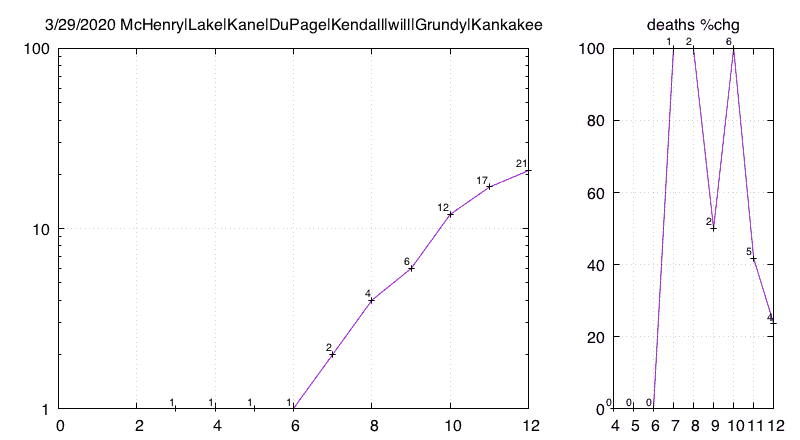 3/29/2020 McHenry|Lake|Kane|DuPage|Kendall|will|Grundy|Kankakee
100
10
1
0 2 4 6 8 10 12
1 1 1 1 2 4 6 12 17 21
deaths %chg
100
80
60
40
20
0
4 5 6 7 8 9 10 11 12
0 0 0 1 2 2 6 5 4